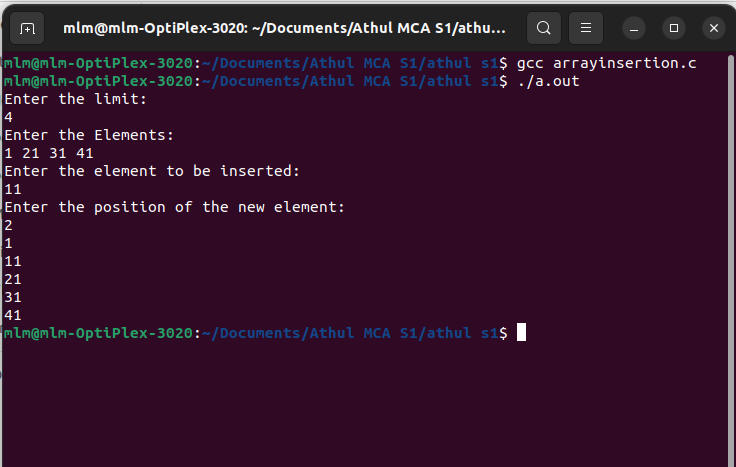 mlm@mlm-OptiPlex-3020: ~/Documents/Athul MCA S1/athu...
mlm@mlm-OptiPlex-3020:~/Documents/Athul MCA S1/athul s1$ gcc arrayinsertion.c
mlm@mlm-OptiPlex-3020:~/Documents/Athul MCA S1/athul s1$ ./a.out
Enter the limit:
4
Enter the Elements:
1 21 31 41
Enter the element to be inserted:
11
Enter the position of the new element:
2
1
11
21
31
41
mlm@mlm-OptiPlex-3020:~/Documents/Athul MCA S1/athul s1$